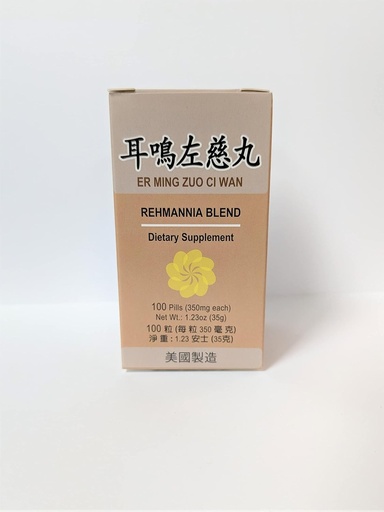 耳鳴左慈丸
ER MING ZUO CI WAN
REHMANNIA BLEND
Dietary Supplement
100 Pills (350mg each)
Net Wt.: 1.23oz (35g)
100 粒 (每 粒 350 毫 克)
淨 重 : 1.23 安士 (35克)
美國製造